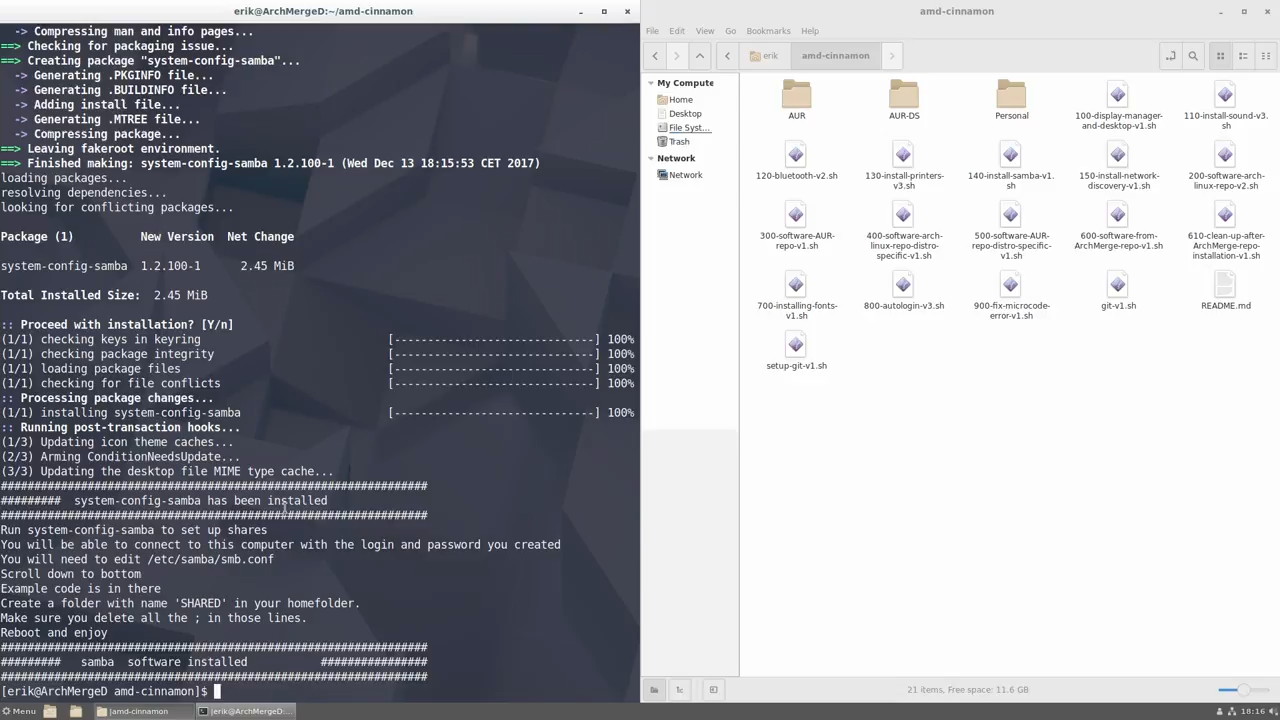 erik@ArchMergeD:~/amd-cinnamon
-> Compressing man and info pages...
==> Checking for packaging issue...
==> Creating package "system-config-samba"...
-> Generating .PKGINFO file...
-> Generating .BUILDINFO file...
-> Adding install file...
-> Generating .MTREE file...
-> Compressing package...
==> Leaving fakeroot environment.
==> Finished making: system-config-samba 1.2.100-1 (Wed Dec 13 18:15:53 CET 2017)
loading packages...
resolving dependencies...
looking for conflicting packages...
Package (1) New Version Net Change
system-config-samba 1.2.100-1 2.45 MiB
Total Installed Size: 2.45 MiB
:: Proceed with installation? [Y/n]
(1/1) checking keys in keyring [------------------------------] 100%
(1/1) checking package integrity [------------------------------] 100%
(1/1) loading package files [------------------------------] 100%
(1/1) checking for file conflicts [------------------------------] 100%
:: Processing package changes...
(1/1) installing system-config-samba [------------------------------] 100%
:: Running post-transaction hooks...
(1/3) Updating icon theme caches...
(2/3) Arming ConditionNeedsUpdate...
(3/3) Updating the desktop file MIME type cache...
################################################################
######### system-config-samba has been installed
################################################################
Run system-config-samba to set up shares
You will be able to connect to this computer with the login and password you created
You will need to edit /etc/samba/smb.conf
Scroll down to bottom
Example code is in there
Create a folder with name 'SHARED' in your homefolder.
Make sure you delete all the ; in those lines.
Reboot and enjoy
################################################################
######### samba software installed ################
################################################################
[erik@ArchMergeD amd-cinnamon]$
amd-cinnamon
File Edit View Go Bookmarks Help
erik amd-cinnamon
My Compute
Home
Desktop
File Syst...
Trash
Network
Network
AUR
AUR-DS
Personal
100-display-manager-
and-desktop-v1.sh
110-install-sound-v3.
sh
120-bluetooth-v2.sh
130-install-printers-
v3.sh
140-install-samba-v1.
sh
150-install-network-
discovery-v1.sh
200-software-arch-
linux-repo-v2.sh
300-software-AUR-
repo-v1.sh
400-software-arch-
linux-repo-distro-
specific-v1.sh
500-software-AUR-
repo-distro-specific-
v1.sh
600-software-from-
ArchMerge-repo-v1.sh
610-clean-up-after-
ArchMerge-repo-
installation-v1.sh
700-installing-fonts-
v1.sh
800-autologin-v3.sh
900-fix-microcode-
error-v1.sh
git-v1.sh
README.md
setup-git-v1.sh
21 items, Free space: 11.6 GB
Menu
[amd-cinnamon]
[erik@ArchMergeD:...
18:16